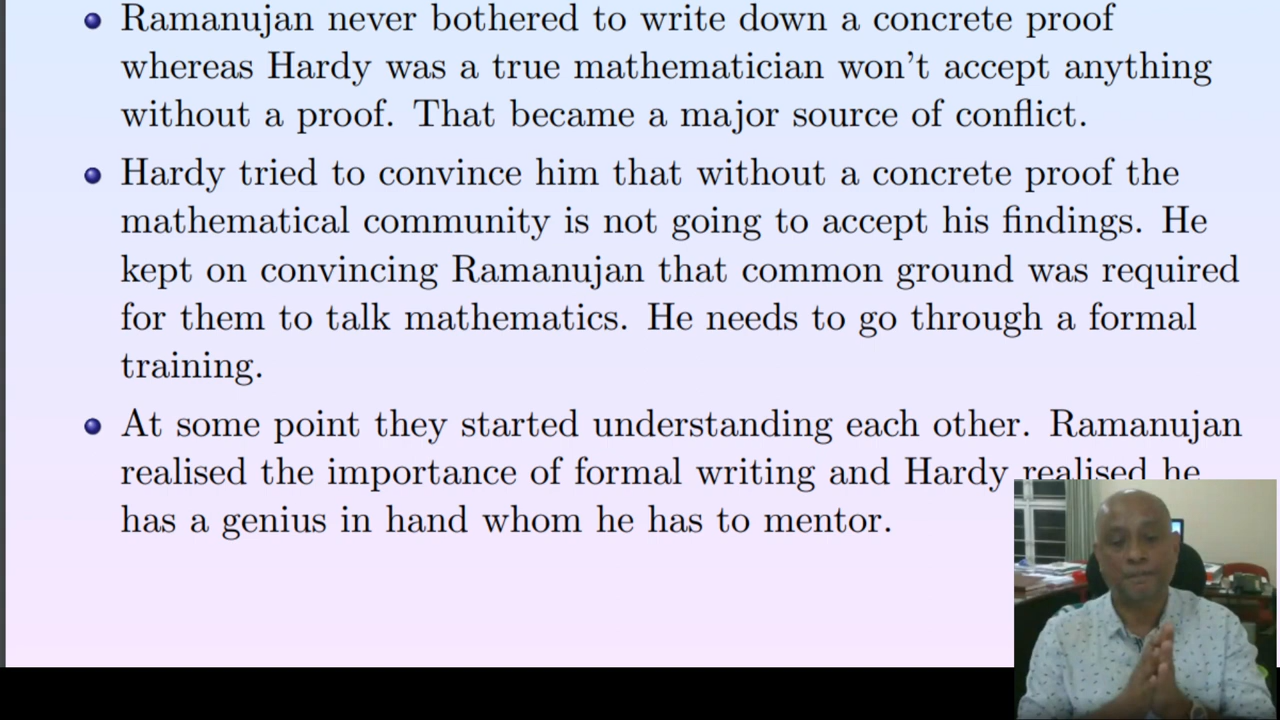 Ramanujan never bothered to write down a concrete proof
whereas Hardy was a true mathematician won't accept anything
without a proof. That became a major source of conflict.
Hardy tried to convince him that without a concrete proof the
mathematical community is not going to accept his findings. He
kept on convincing Ramanujan that common ground was required
for them to talk mathematics. He needs to go through a formal
training.
At some point they started understanding each other. Ramanujan
realised the importance of formal writing and Hardy realised he
has a genius in hand whom he has to mentor.